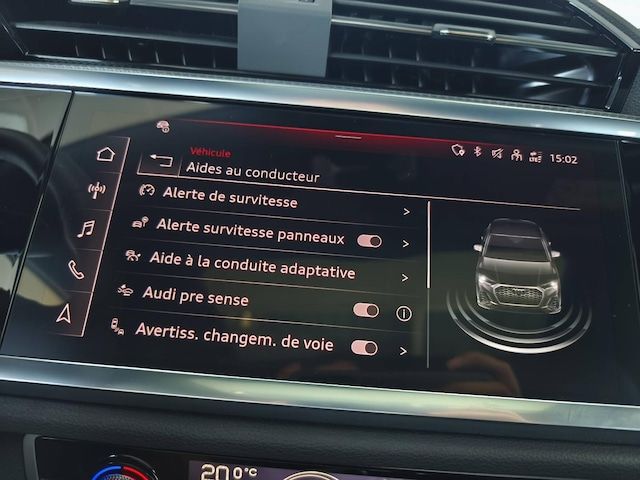 Véhicule
Aides au conducteur
15:02
Alerte de survitesse
Alerte survitesse panneaux
Aide à la conduite adaptative
Audi pre sense
Avertiss. changem. de voie
20.0°C